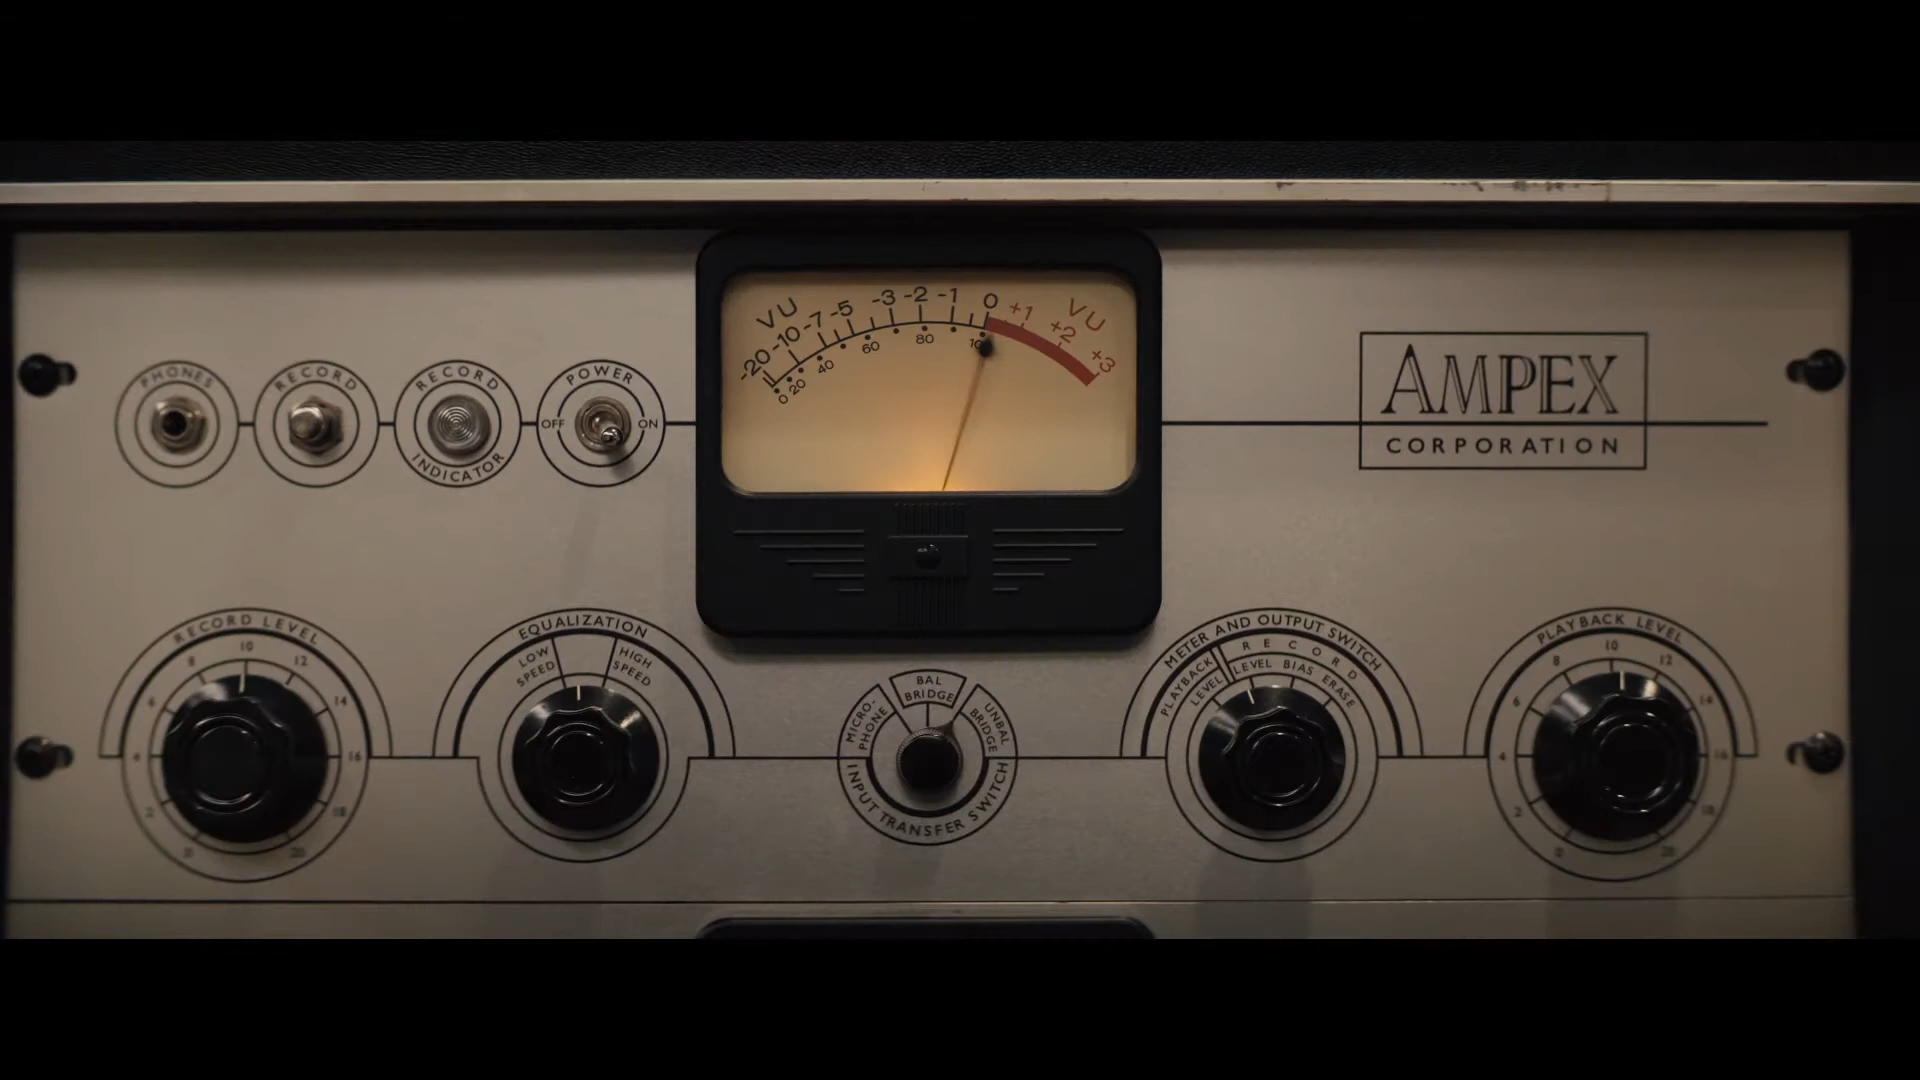 VU -20 -10 -7 -5 -3 -2 -1 0 +1 +2 +3 VU
0 20 40 60 80
PHONES
RECORD
RECORD INDICATOR
POWER
OFF ON
AMPEX
CORPORATION
RECORD LEVEL
2 4 6 8 10 12 14 16 18 20
EQUALIZATION
LOW SPEED
HIGH SPEED
MICRO-PHONE
BAL BRIDGE
UNBAL BRIDGE
INPUT TRANSFER SWITCH
METER AND OUTPUT SWITCH
PLAYBACK LEVEL
RECORD
LEVEL BIAS ERASE
PLAYBACK LEVEL
0 2 4 6 8 10 12 14 16 18 20